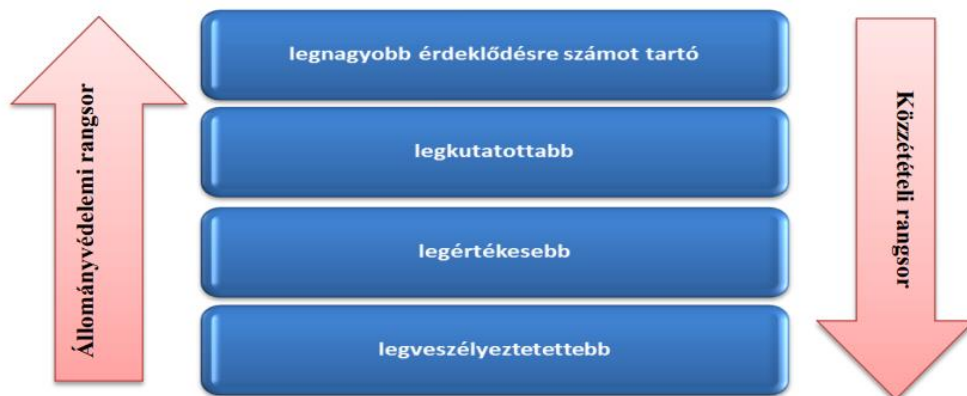 Állományvédelmi rangsor
legnagyobb érdeklődésre számot tartó
legkutatottabb
legértékesebb
legveszélyeztetettebb
Közzétételi rangsor